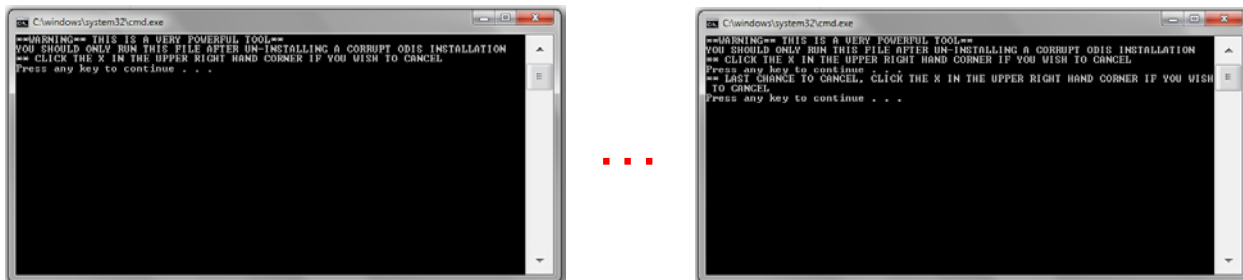 C:\windows\system32\cmd.exe
**WARNING** THIS IS A VERY POWERFUL TOOL**
YOU SHOULD ONLY RUN THIS FILE AFTER UN-INSTALLING A CORRUPT ODIS INSTALLATION
** CLICK THE X IN THE UPPER RIGHT HAND CORNER IF YOU WISH TO CANCEL
Press any key to continue . . .
...
C:\windows\system32\cmd.exe
**WARNING** THIS IS A VERY POWERFUL TOOL**
YOU SHOULD ONLY RUN THIS FILE AFTER UN-INSTALLING A CORRUPT ODIS INSTALLATION
** CLICK THE X IN THE UPPER RIGHT HAND CORNER IF YOU WISH TO CANCEL
Press any key to continue . . .
** LAST CHANCE TO CANCEL, CLICK THE X IN THE UPPER RIGHT HAND CORNER IF YOU WISH
TO CANCEL
Press any key to continue . . .